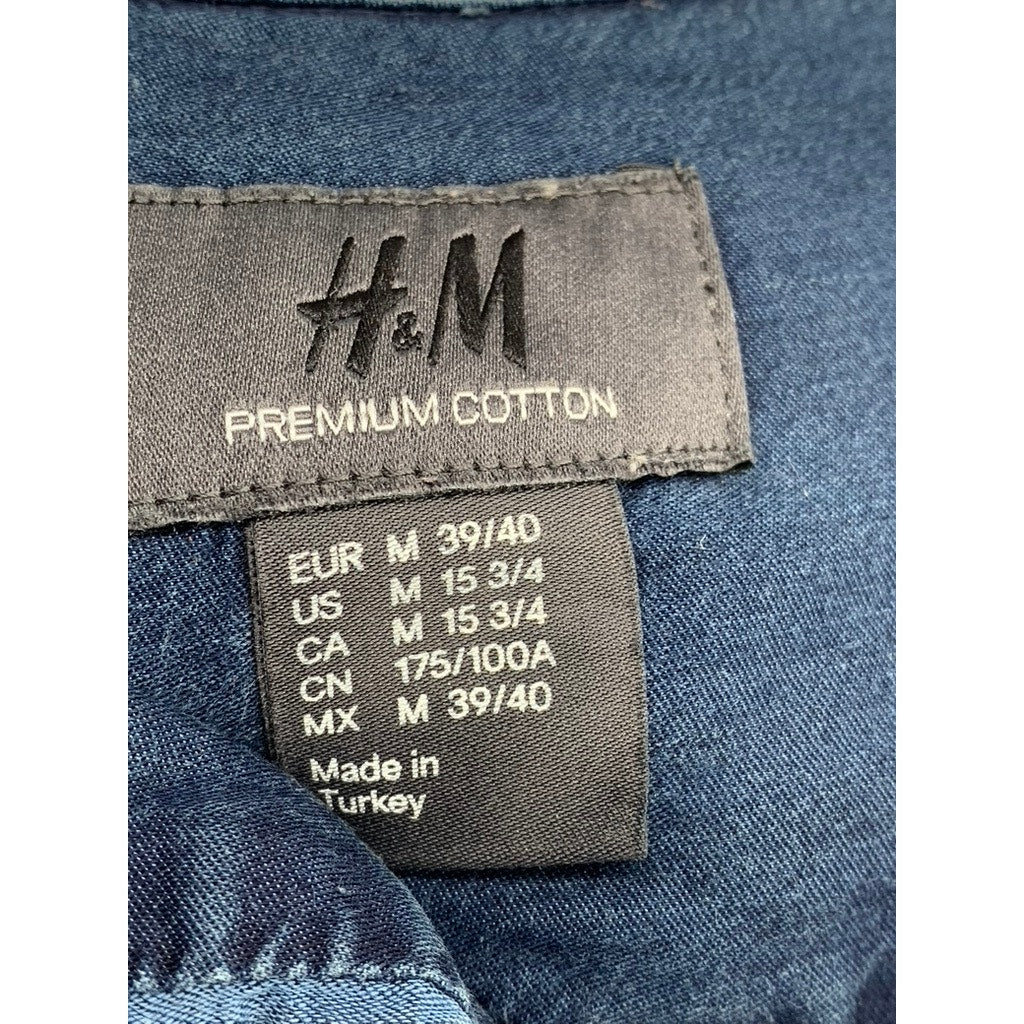 H&M
PREMIUM COTTON
EUR M 39/40
US M 15 3/4
CA M 15 3/4
CN 175/100A
MX M 39/40
Made in
Turkey